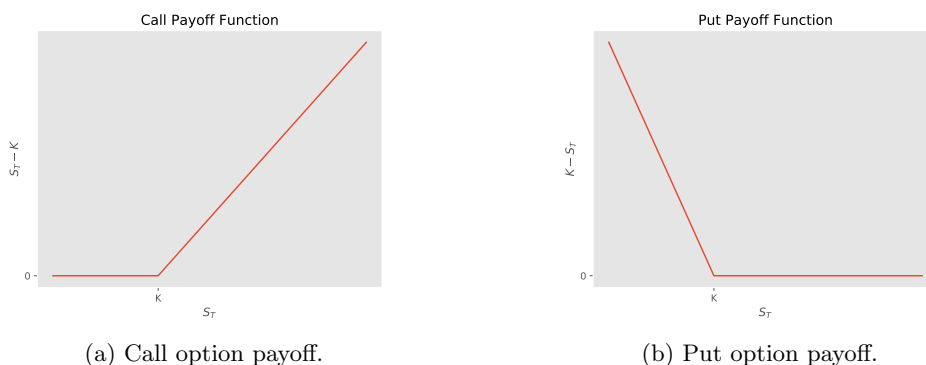 Call Payoff Function
S_T − K
0
K
S_T
(a) Call option payoff.
Put Payoff Function
K − S_T
0
K
S_T
(b) Put option payoff.